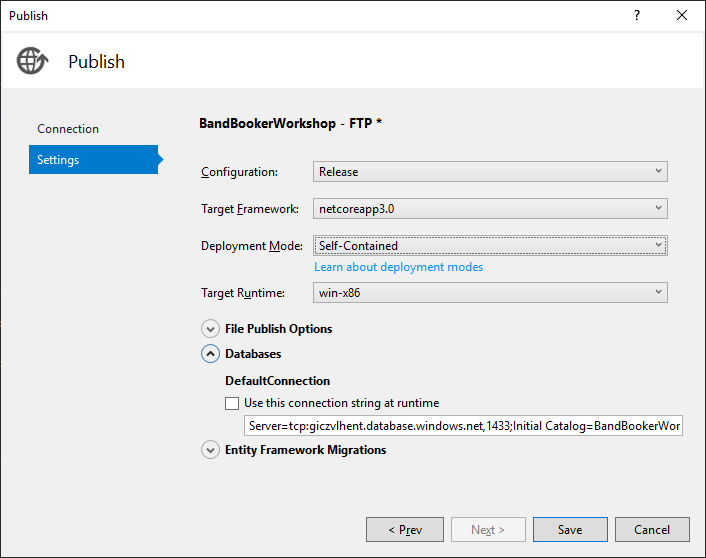 Publish
?
Publish
Connection
Settings
BandBookerWorkshop - FTP *
Configuration: Release
Target Framework: netcoreapp3.0
Deployment Mode: Self-Contained
Learn about deployment modes
Target Runtime: win-x86
File Publish Options
Databases
DefaultConnection
Use this connection string at runtime
Server=tcp:giczvlhent.database.windows.net,1433;Initial Catalog=BandBookerWor
Entity Framework Migrations
< Prev Next > Save Cancel